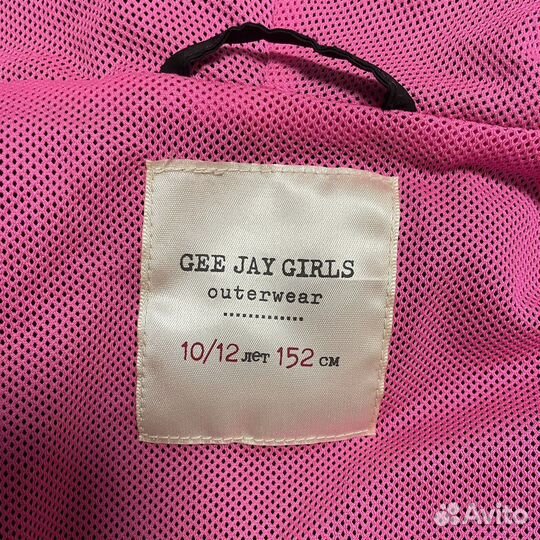 GEE JAY GIRLS
outerwear
10/12 лет 152 см
Avito